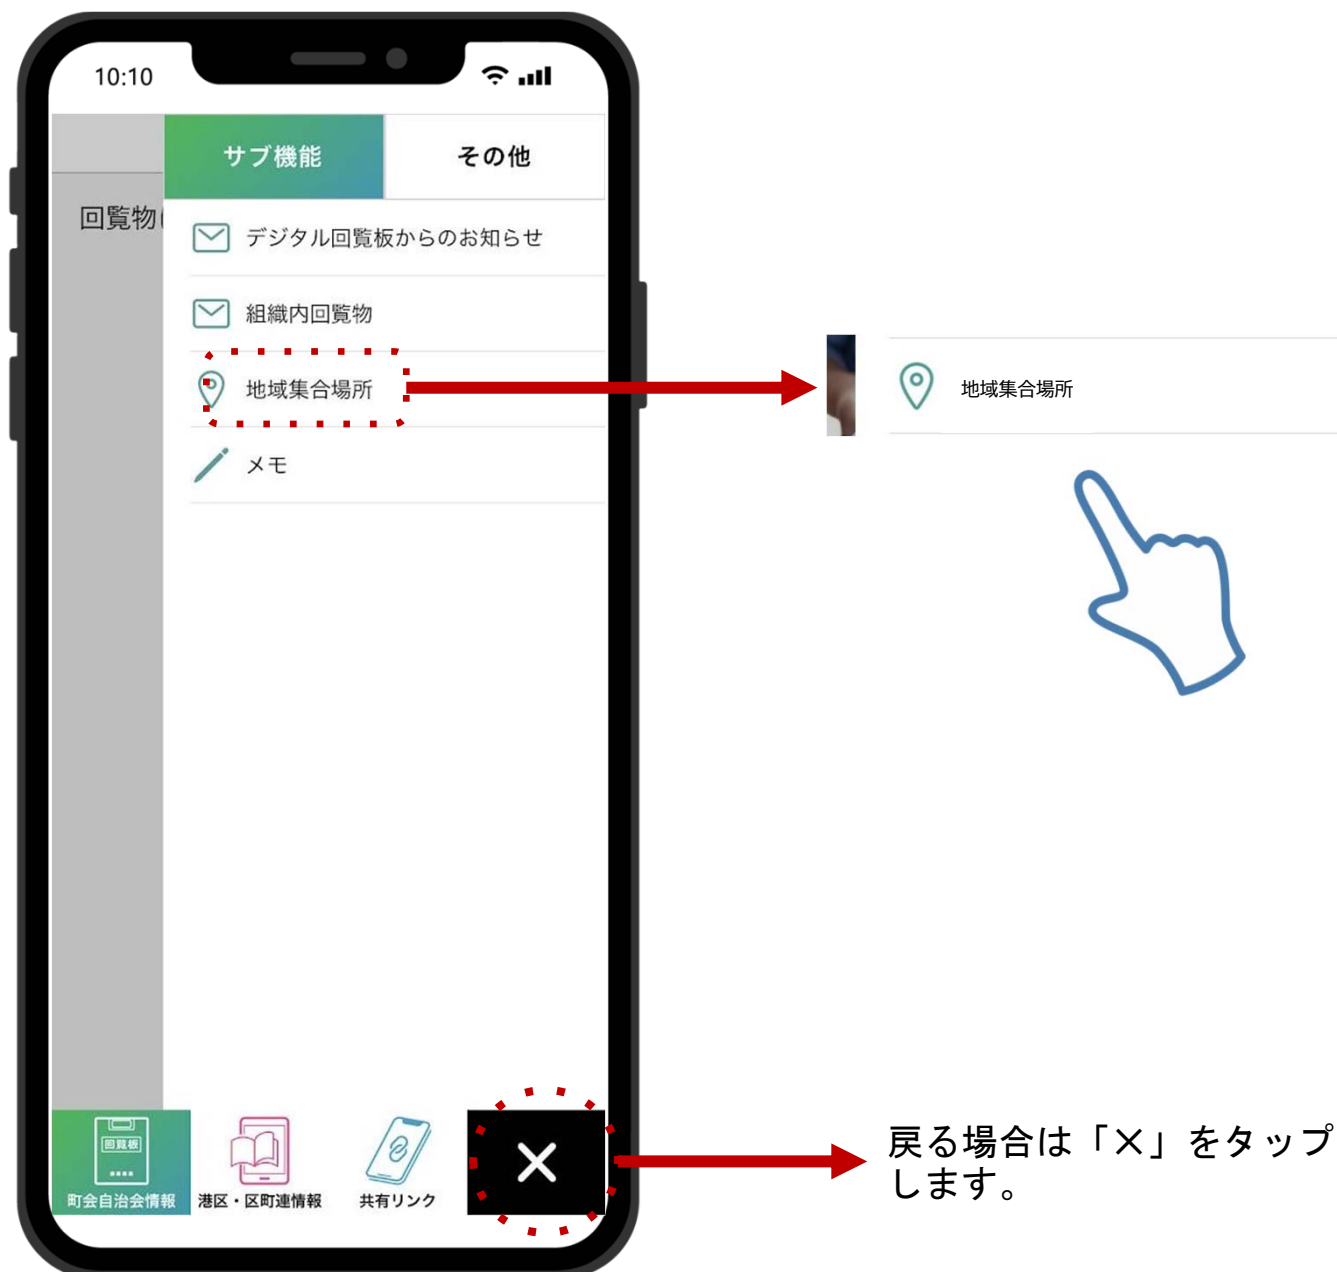 10:10
サブ機能
その他
回覧物
デジタル回覧板からのお知らせ
組織内回覧物
地域集合場所
メモ
地域集合場所
回覧板
町会自治会情報
港区・区町連情報
共有リンク
×
戻る場合は「×」をタップ
します。